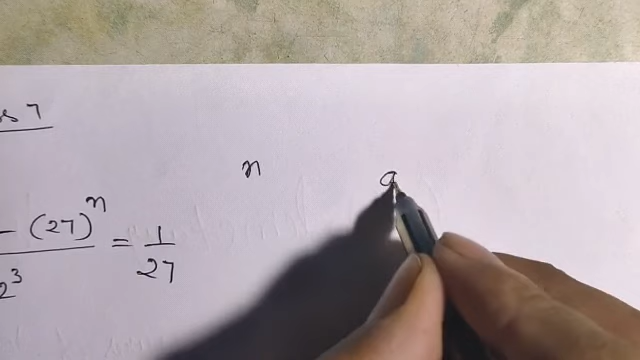 7
n a
- (27)^n / 2^3 = 1/27